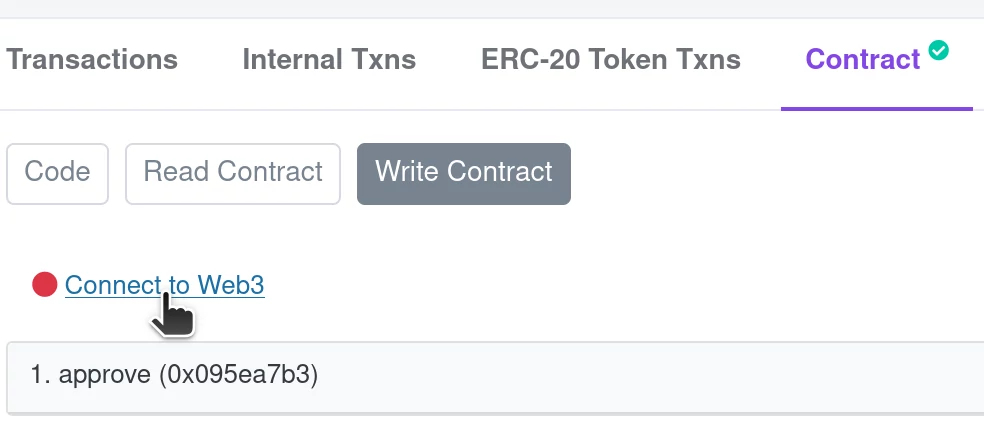 Transactions Internal Txns ERC-20 Token Txns Contract
Code Read Contract Write Contract
Connect to Web3
1. approve (0x095ea7b3)